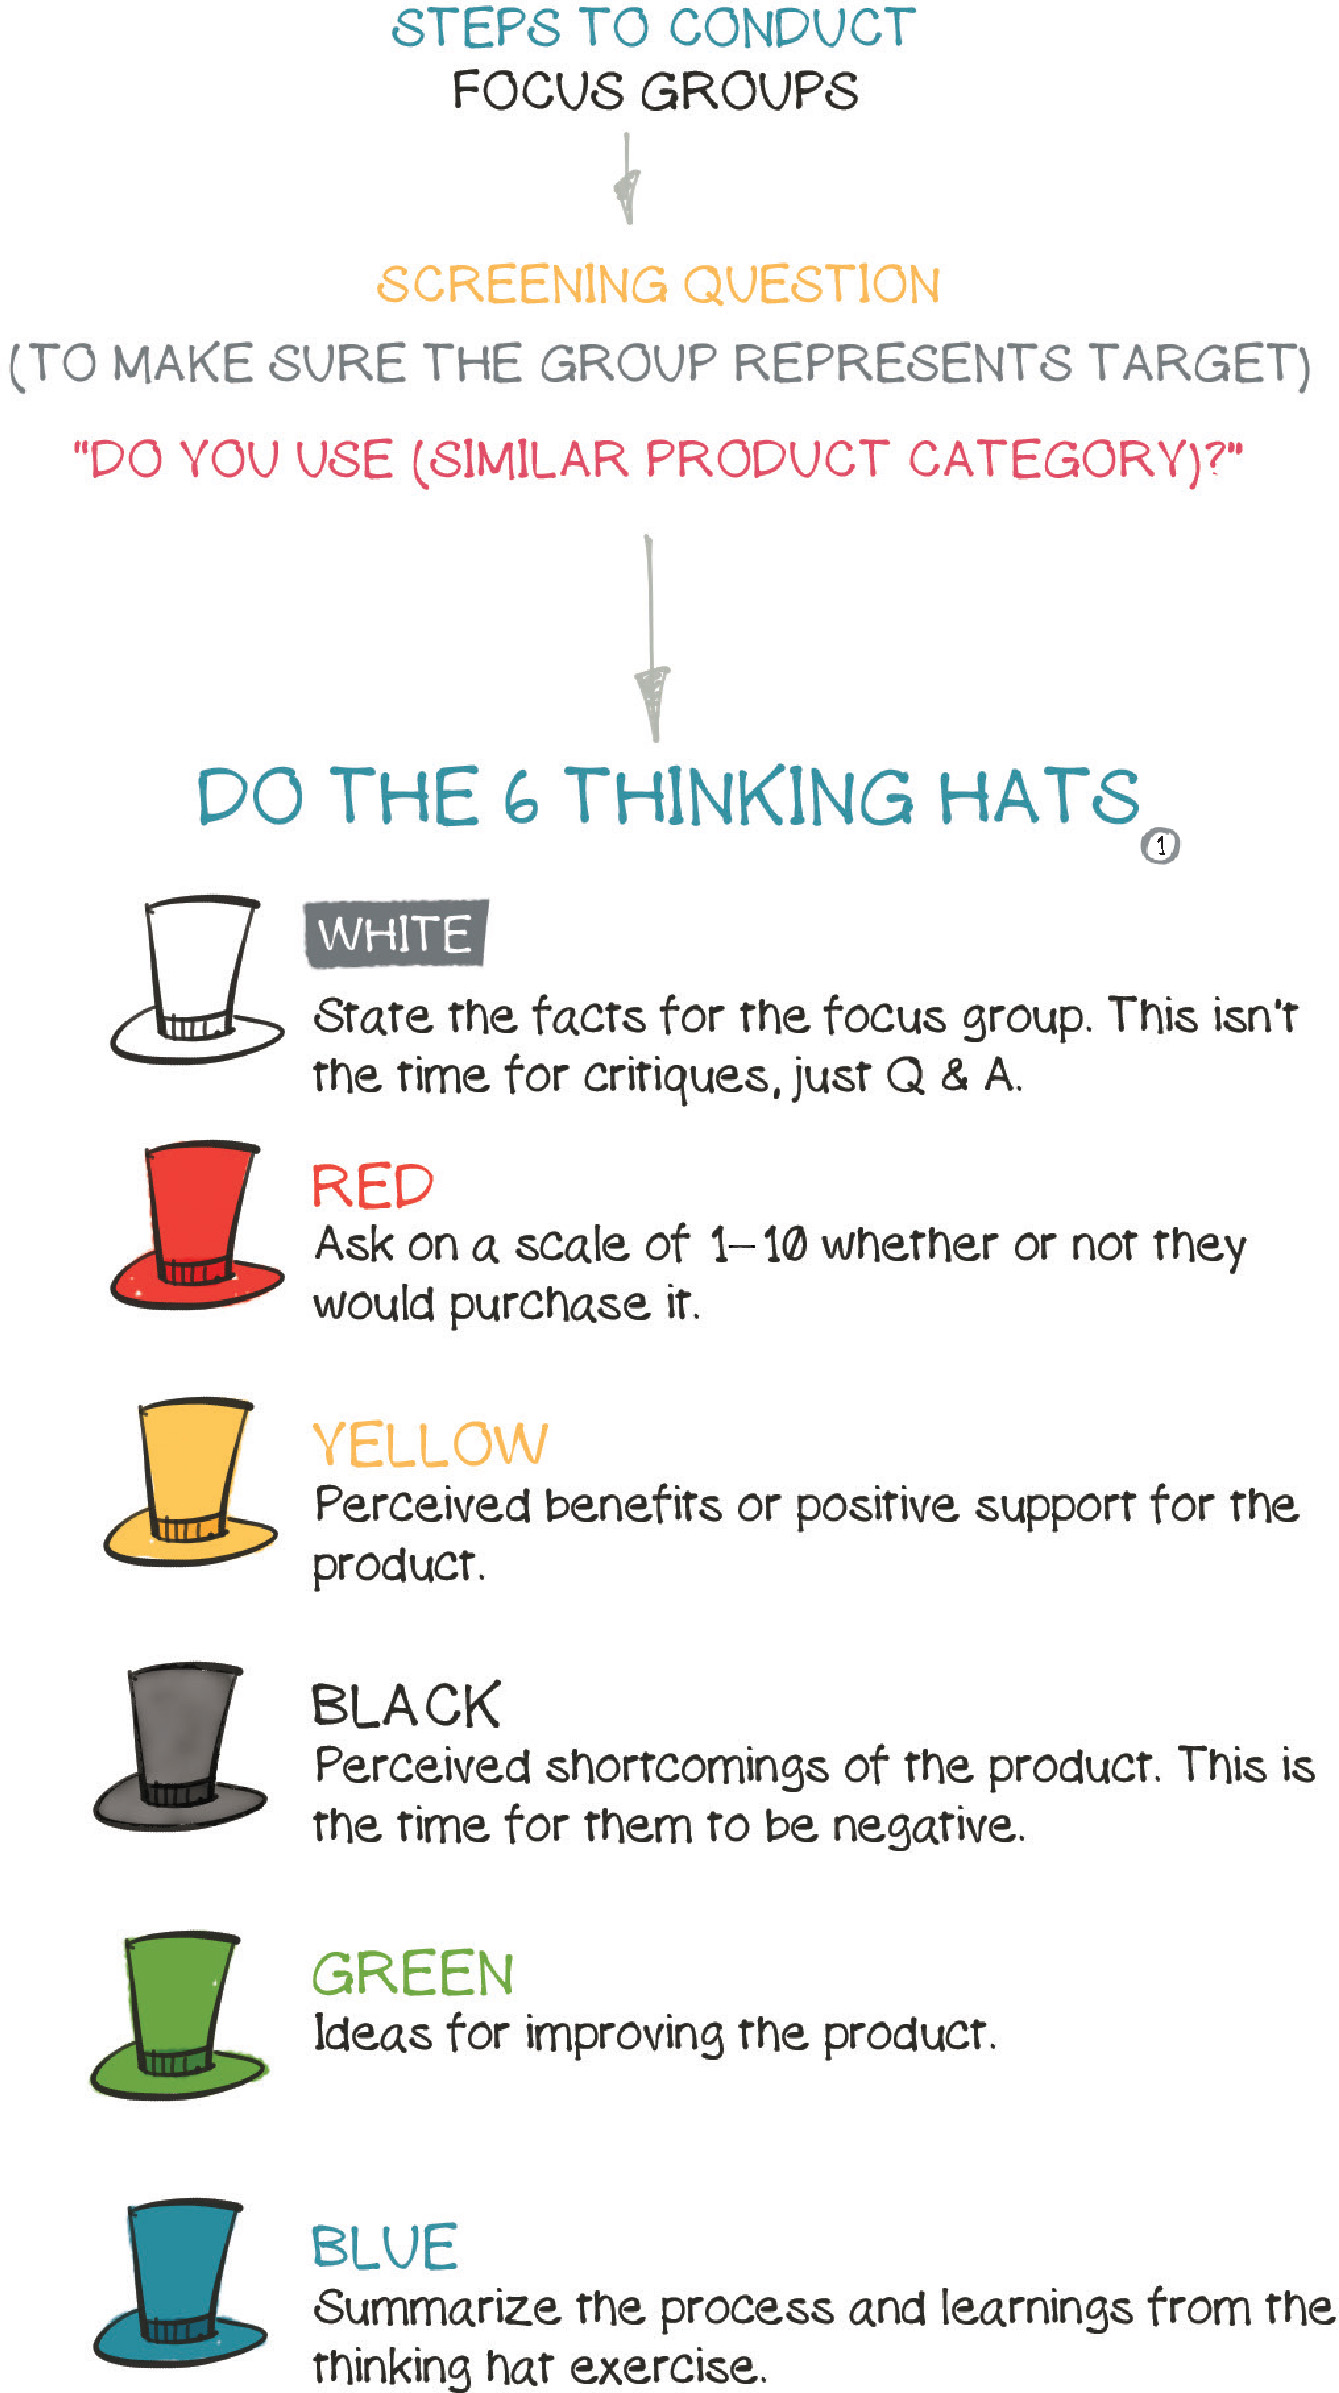 STEPS TO CONDUCT
FOCUS GROUPS
SCREENING QUESTION
(TO MAKE SURE THE GROUP REPRESENTS TARGET)
"DO YOU USE (SIMILAR PRODUCT CATEGORY)?"
DO THE 6 THINKING HATS
1
WHITE
State the facts for the focus group. This isn't
the time for critiques, just Q & A.
RED
Ask on a scale of 1–10 whether or not they
would purchase it.
YELLOW
Perceived benefits or positive support for the
product.
BLACK
Perceived shortcomings of the product. This is
the time for them to be negative.
GREEN
Ideas for improving the product.
BLUE
Summarize the process and learnings from the
thinking hat exercise.